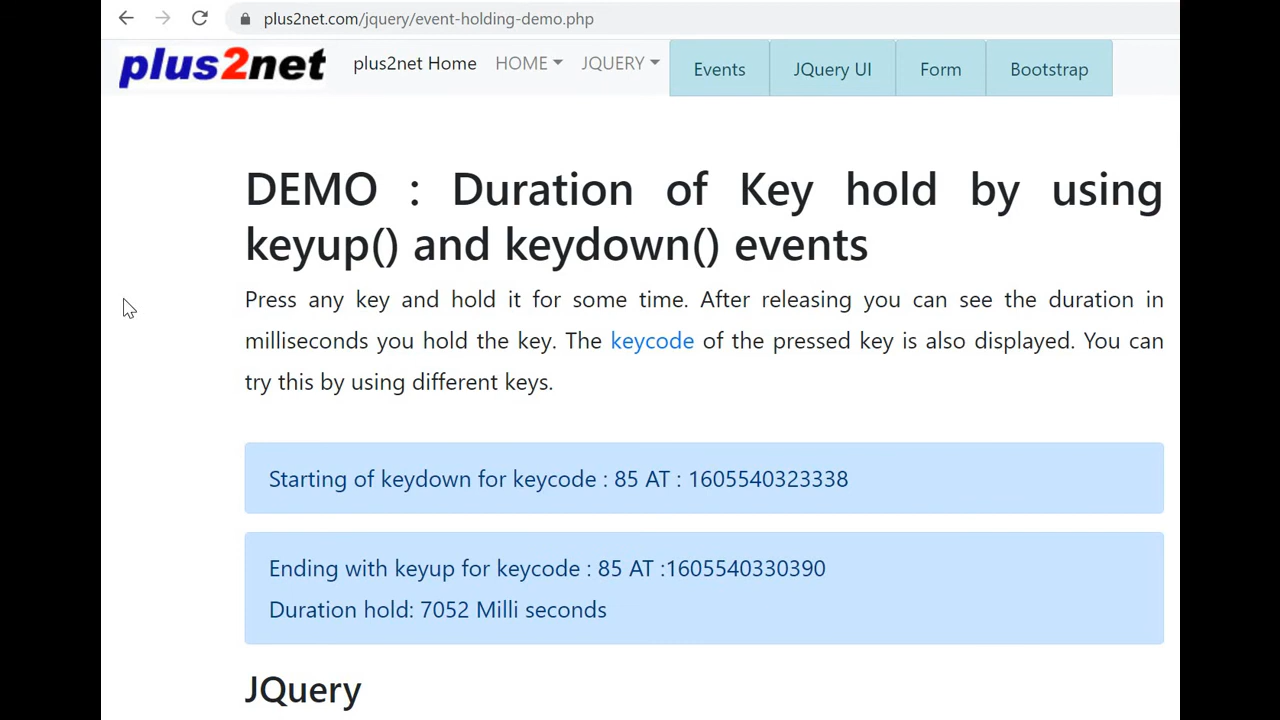 plus2net.com/jquery/event-holding-demo.php
plus2net plus2net Home HOME JQUERY Events JQuery UI Form Bootstrap
DEMO : Duration of Key hold by using
keyup() and keydown() events
Press any key and hold it for some time. After releasing you can see the duration in
milliseconds you hold the key. The keycode of the pressed key is also displayed. You can
try this by using different keys.
Starting of keydown for keycode : 85 AT : 1605540323338
Ending with keyup for keycode : 85 AT :1605540330390
Duration hold: 7052 Milli seconds
JQuery